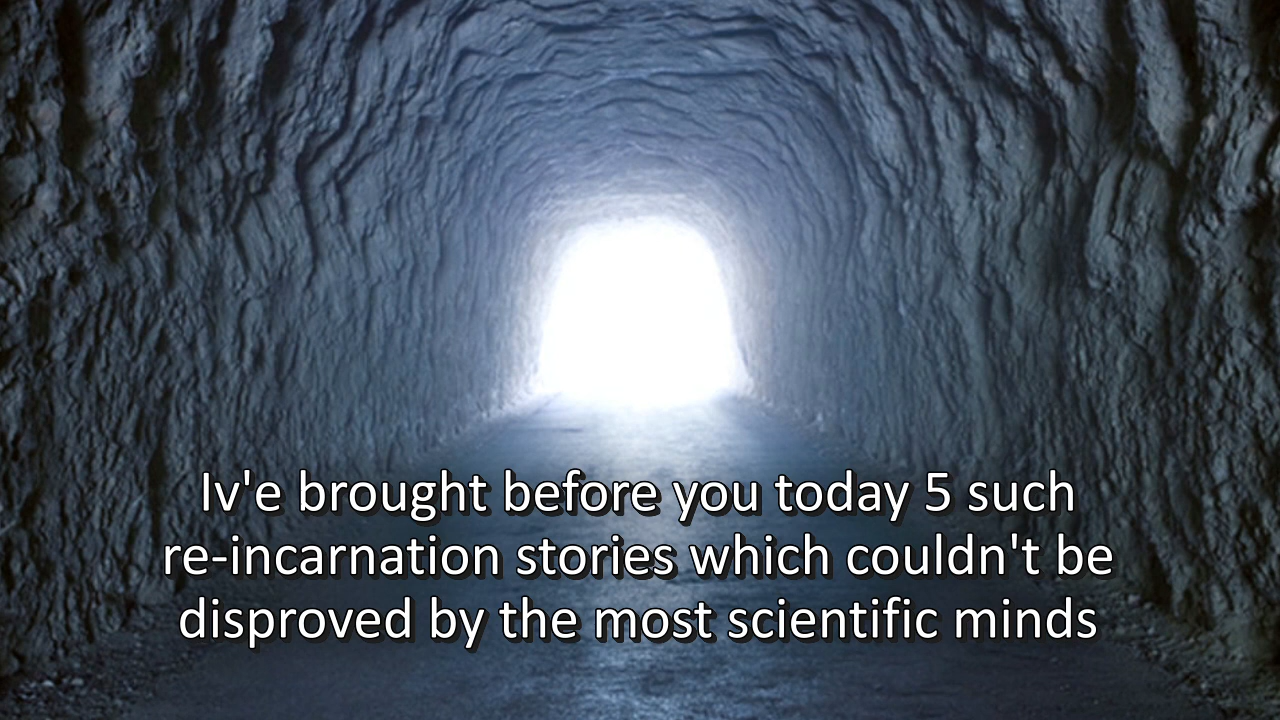 Iv'e brought before you today 5 such
re-incarnation stories which couldn't be
disproved by the most scientific minds